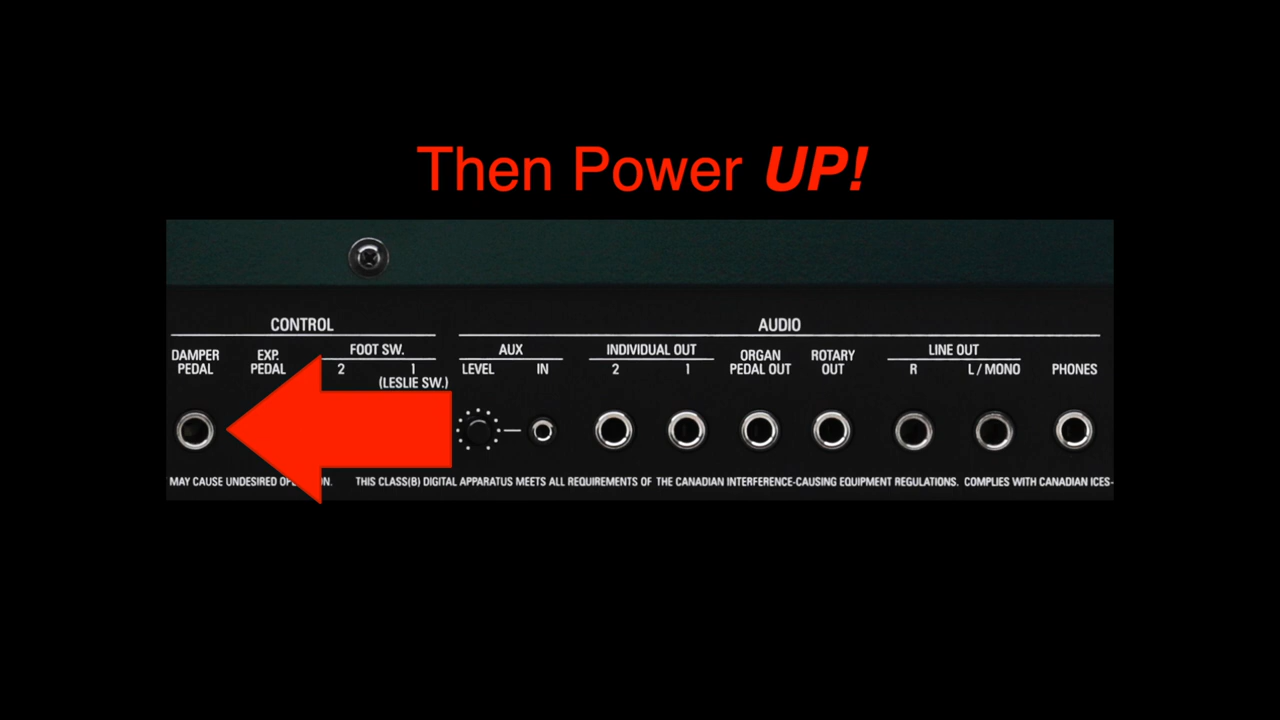 Then Power UP!
CONTROL
AUDIO
DAMPER PEDAL
EXP. PEDAL
FOOT SW.
2
1
(LESLIE SW.)
AUX
LEVEL
IN
INDIVIDUAL OUT
2
1
ORGAN PEDAL OUT
ROTARY OUT
LINE OUT
R
L / MONO
PHONES
MAY CAUSE UNDESIRED
THIS CLASS(B) DIGITAL APPARATUS MEETS ALL REQUIREMENTS OF THE CANADIAN INTERFERENCE-CAUSING EQUIPMENT REGULATIONS. COMPLIES WITH CANADIAN ICES-